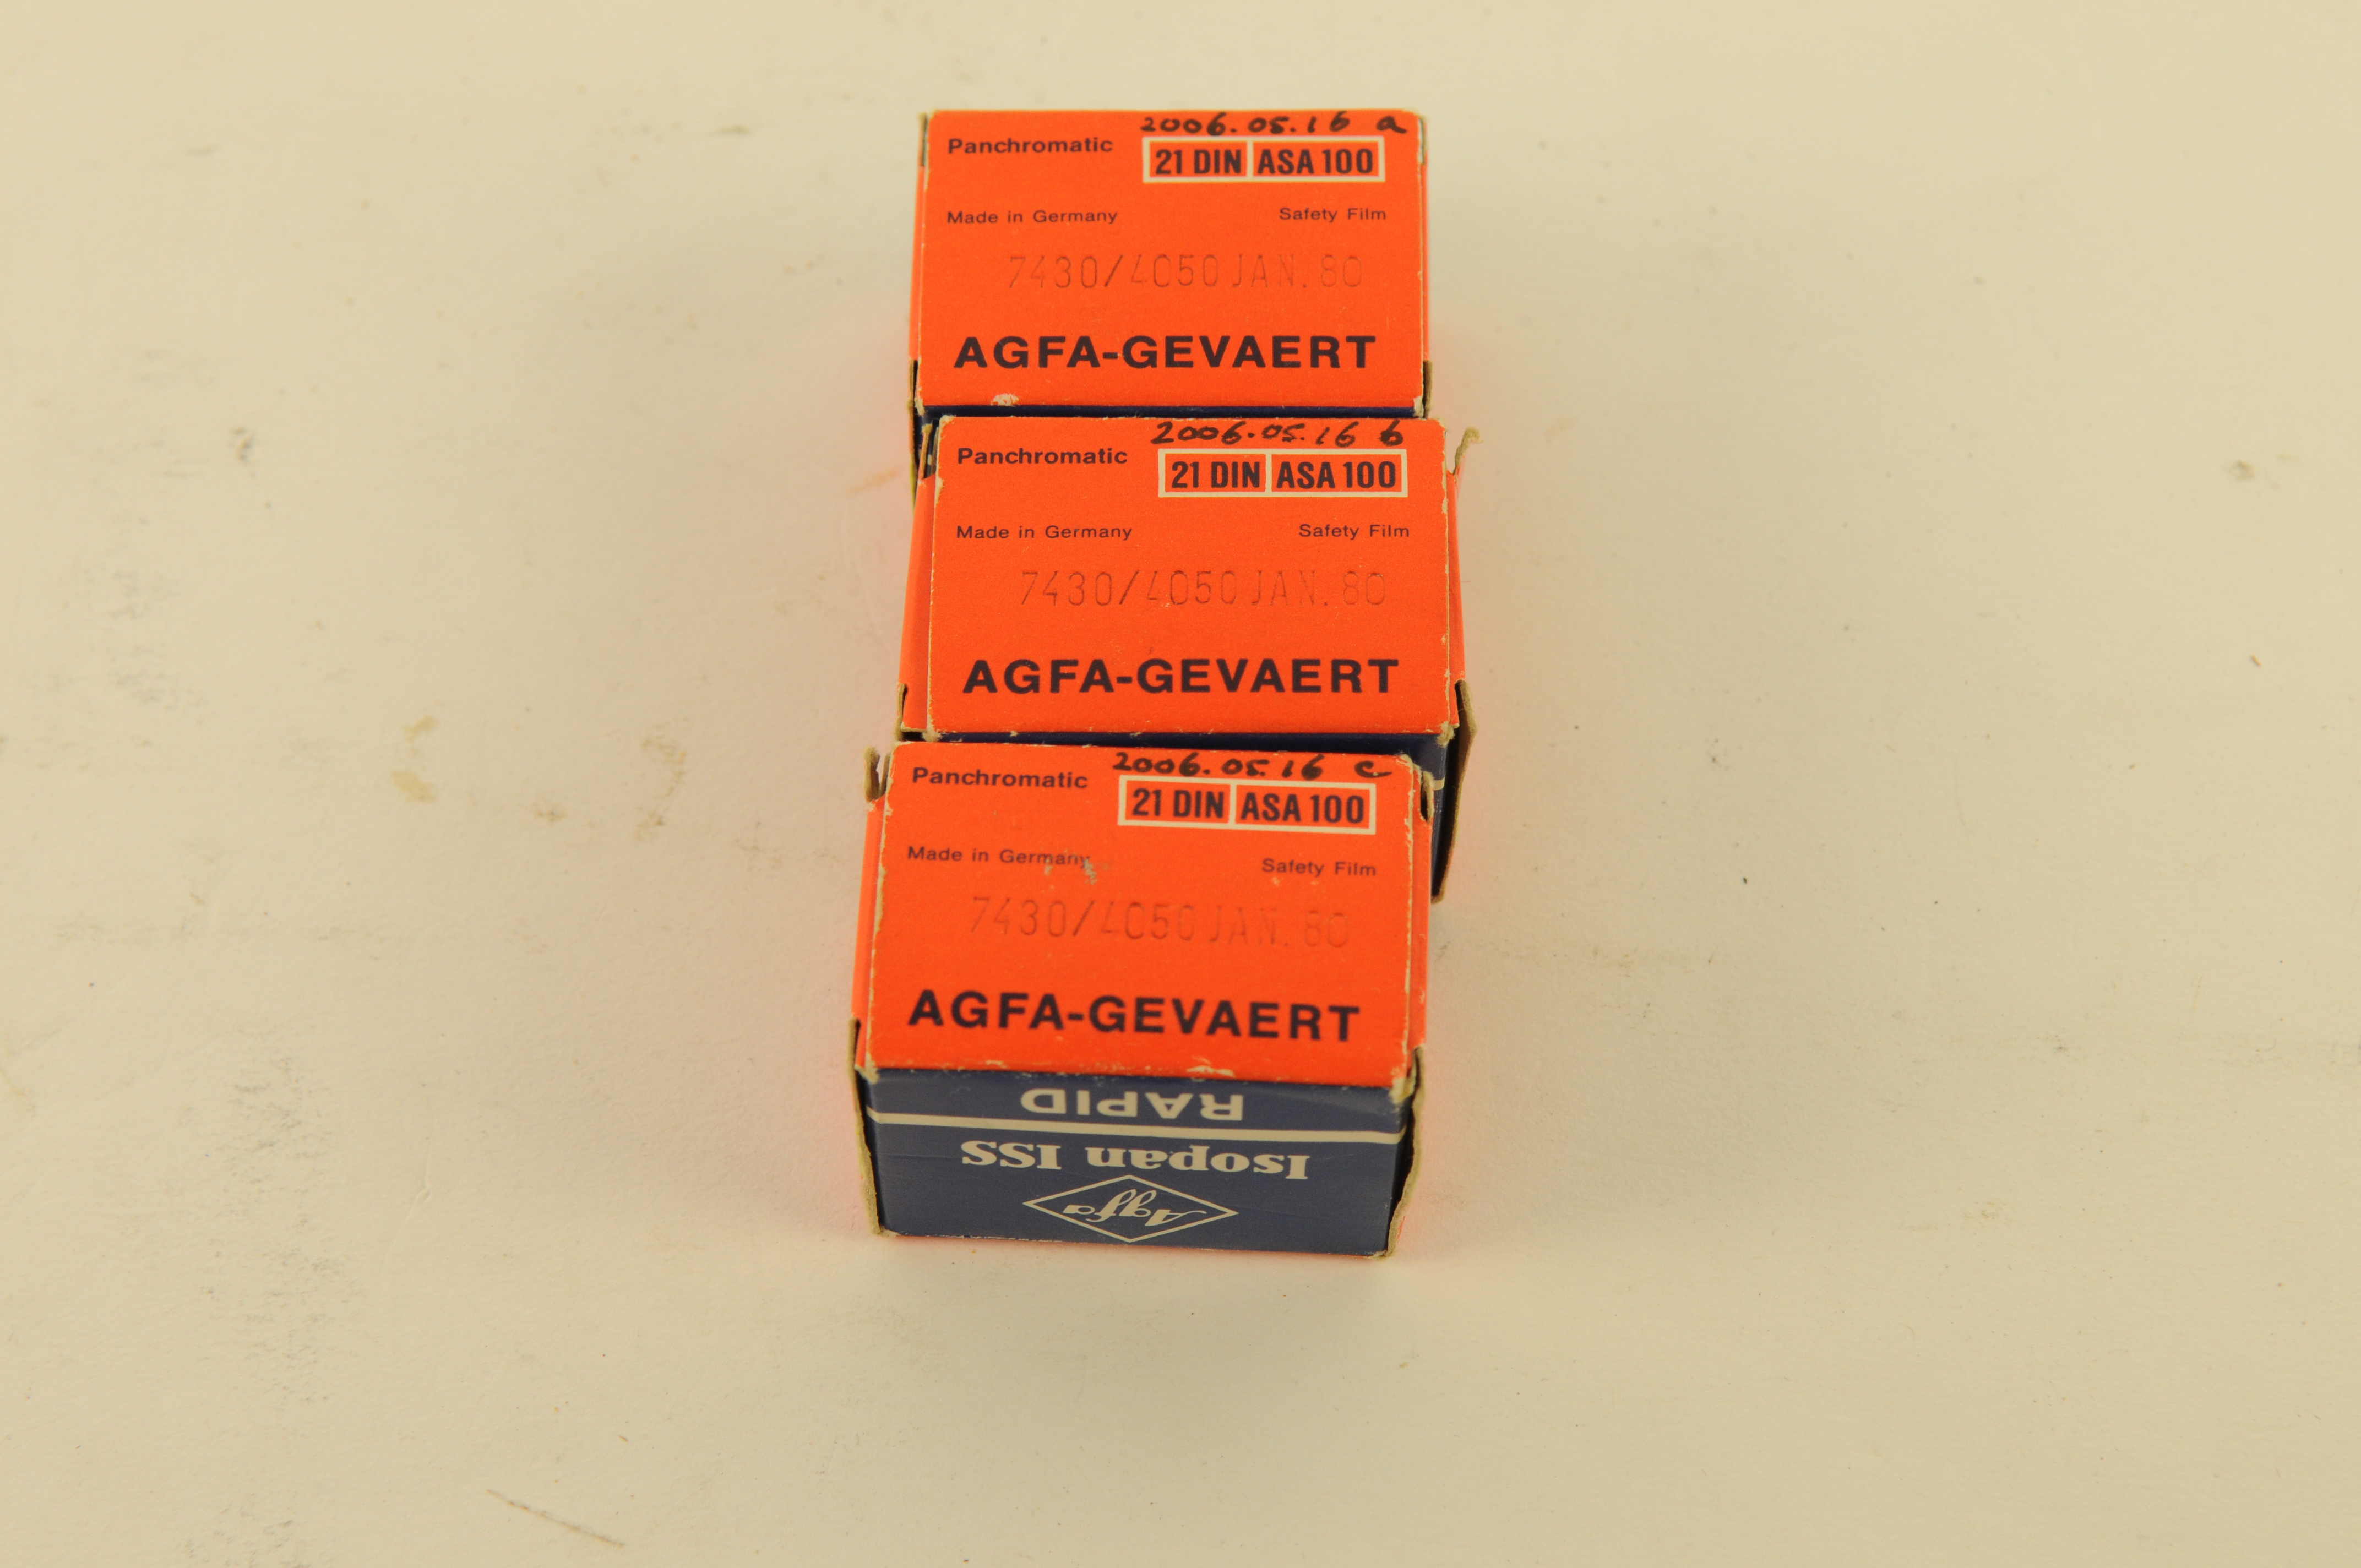 2006.05.16 a
Panchromatic
21 DIN ASA 100
Made in Germany Safety Film
7430/4050 JAN. 80
AGFA-GEVAERT
2006.05.16 b
Panchromatic
21 DIN ASA 100
Made in Germany Safety Film
7430/4050 JAN. 80
AGFA-GEVAERT
2006.05.16 c
Panchromatic
21 DIN ASA 100
Made in Germany Safety Film
7430/4050 JAN. 80
AGFA-GEVAERT
RAPID
Isopan ISS
Agfa